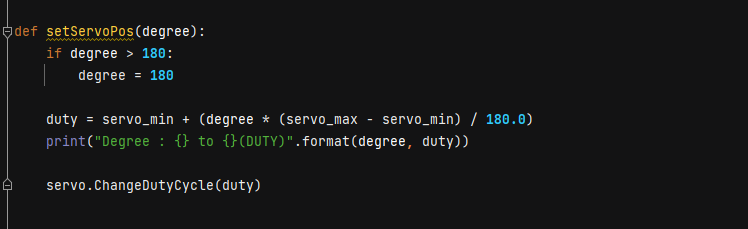 def setServoPos(degree):
    if degree > 180:
        degree = 180
    duty = servo_min + (degree * (servo_max - servo_min) / 180.0)
    print("Degree : {} to {}(DUTY)".format(degree, duty))
    servo.ChangeDutyCycle(duty)